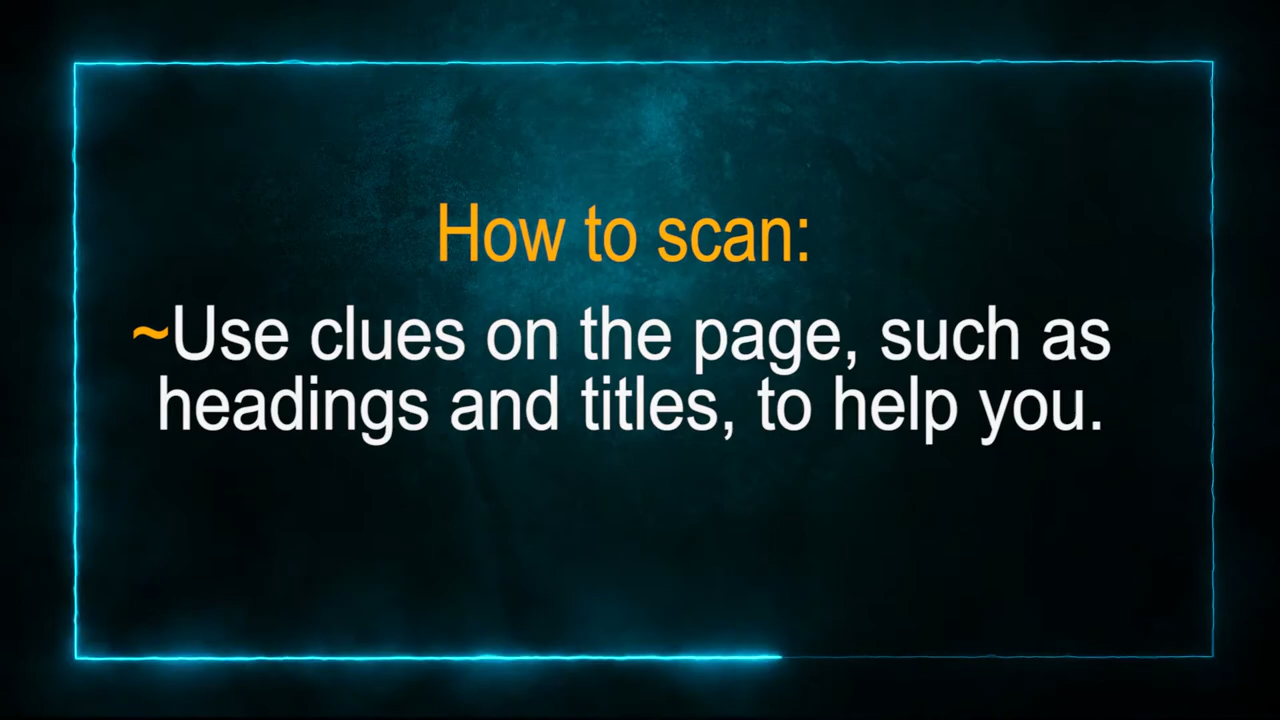 How to scan:
~Use clues on the page, such as
headings and titles, to help you.